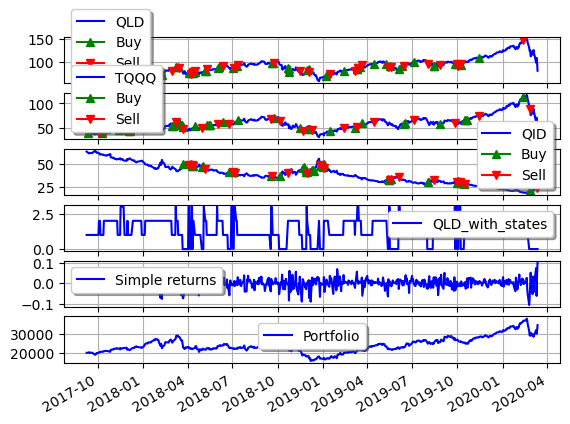 QLD
Buy
Sell
150
100
TQQQ
Buy
Sell
100
50
QID
Buy
Sell
50
25
QLD_with_states
2.5
0.0
Simple returns
0.1
0.0
−0.1
Portfolio
30000
20000
2017-10 2018-01 2018-04 2018-07 2018-10 2019-01 2019-04 2019-07 2019-10 2020-01 2020-04